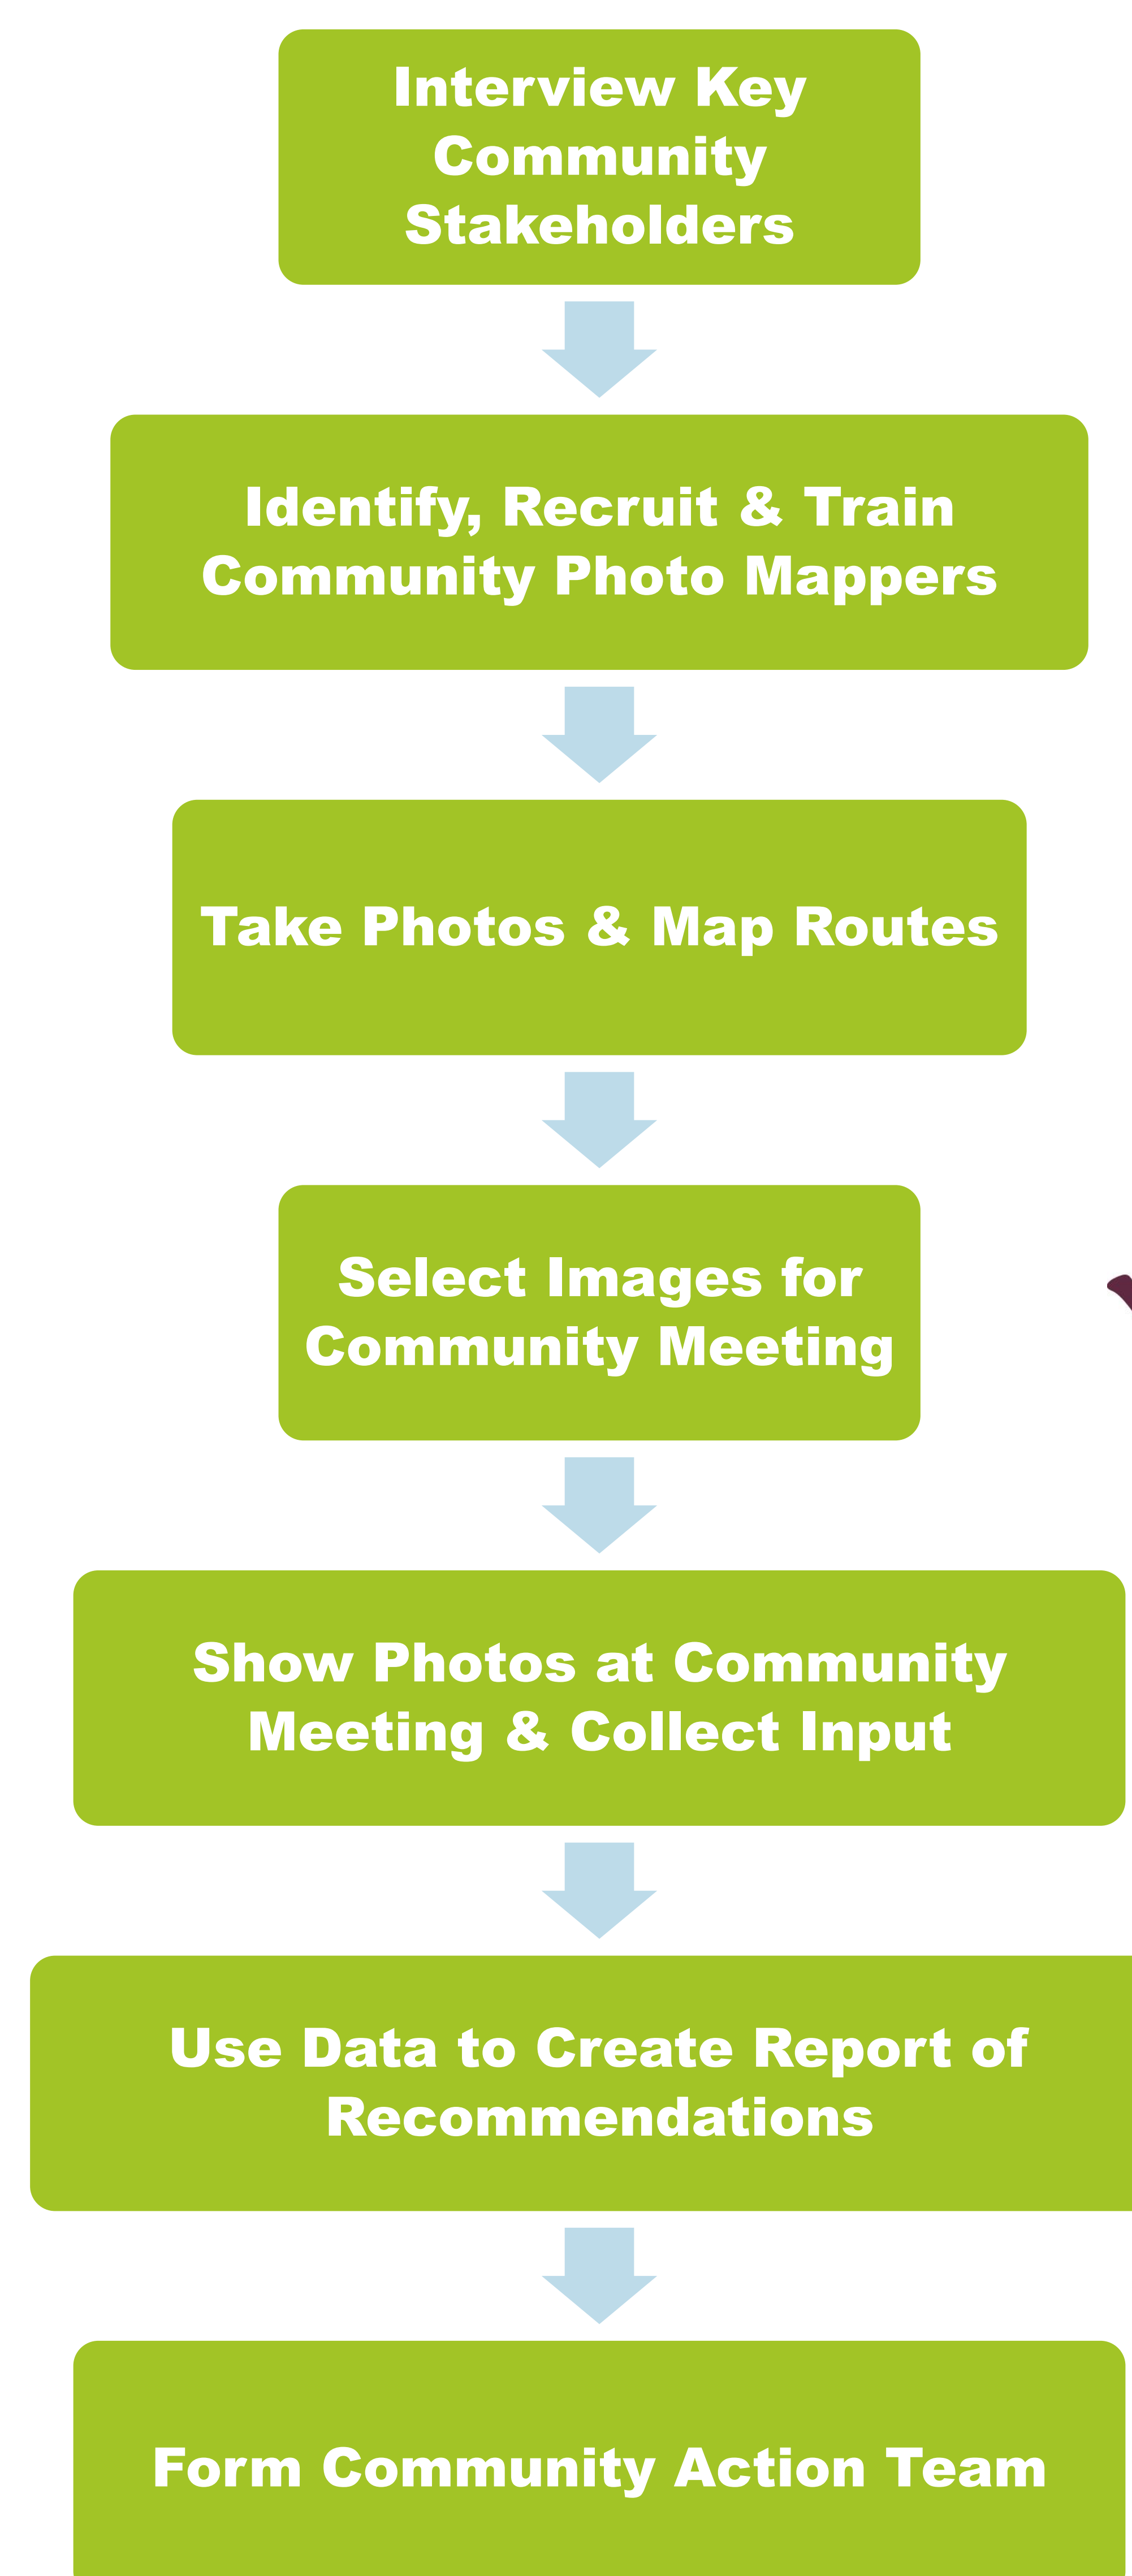 Interview Key
Community
Stakeholders
Identify, Recruit & Train
Community Photo Mappers
Take Photos & Map Routes
Select Images for
Community Meeting
Show Photos at Community
Meeting & Collect Input
Use Data to Create Report of
Recommendations
Form Community Action Team